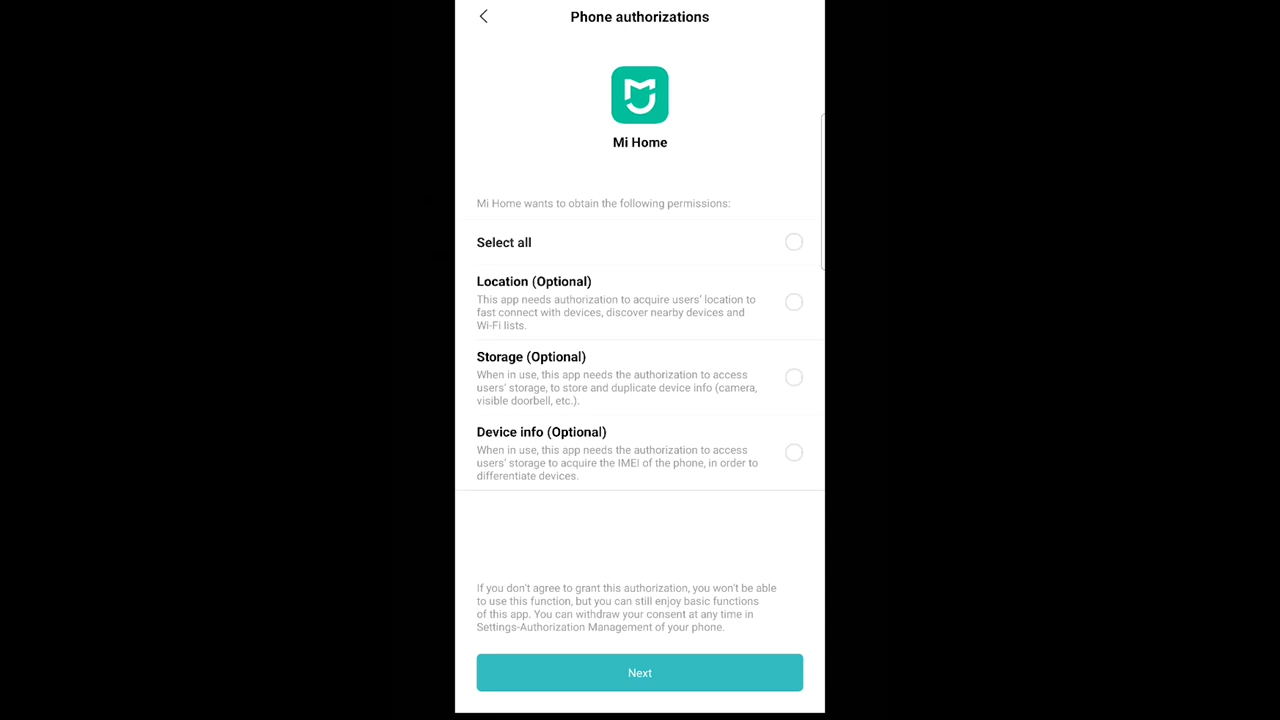 Phone authorizations
Mi Home
Mi Home wants to obtain the following permissions:
Select all
Location (Optional)
This app needs authorization to acquire users' location to
fast connect with devices, discover nearby devices and
Wi-Fi lists.
Storage (Optional)
When in use, this app needs the authorization to access
users' storage, to store and duplicate device info (camera,
visible doorbell, etc.).
Device info (Optional)
When in use, this app needs the authorization to access
users' storage to acquire the IMEI of the phone, in order to
differentiate devices.
If you don't agree to grant this authorization, you won't be able
to use this function, but you can still enjoy basic functions
of this app. You can withdraw your consent at any time in
Settings-Authorization Management of your phone.
Next